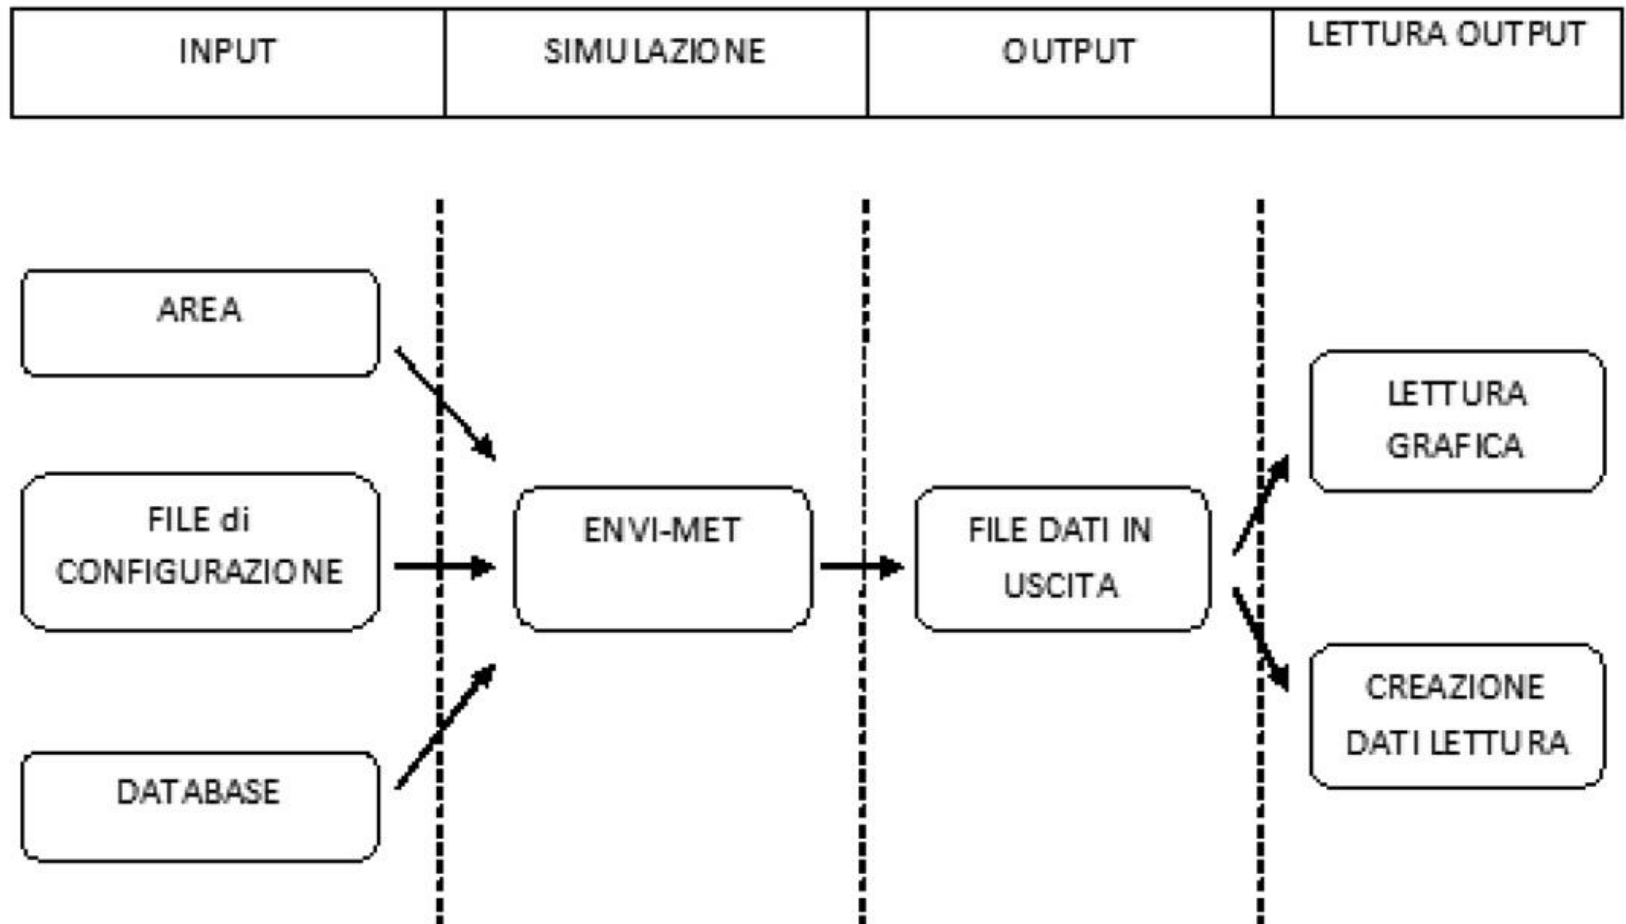 INPUT
SIMULAZIONE
OUTPUT
LETTURA OUTPUT
AREA
FILE di
CONFIGURAZIONE
DATABASE
ENVI-MET
FILE DATI IN
USCITA
LETTURA
GRAFICA
CREAZIONE
DATI LETTURA